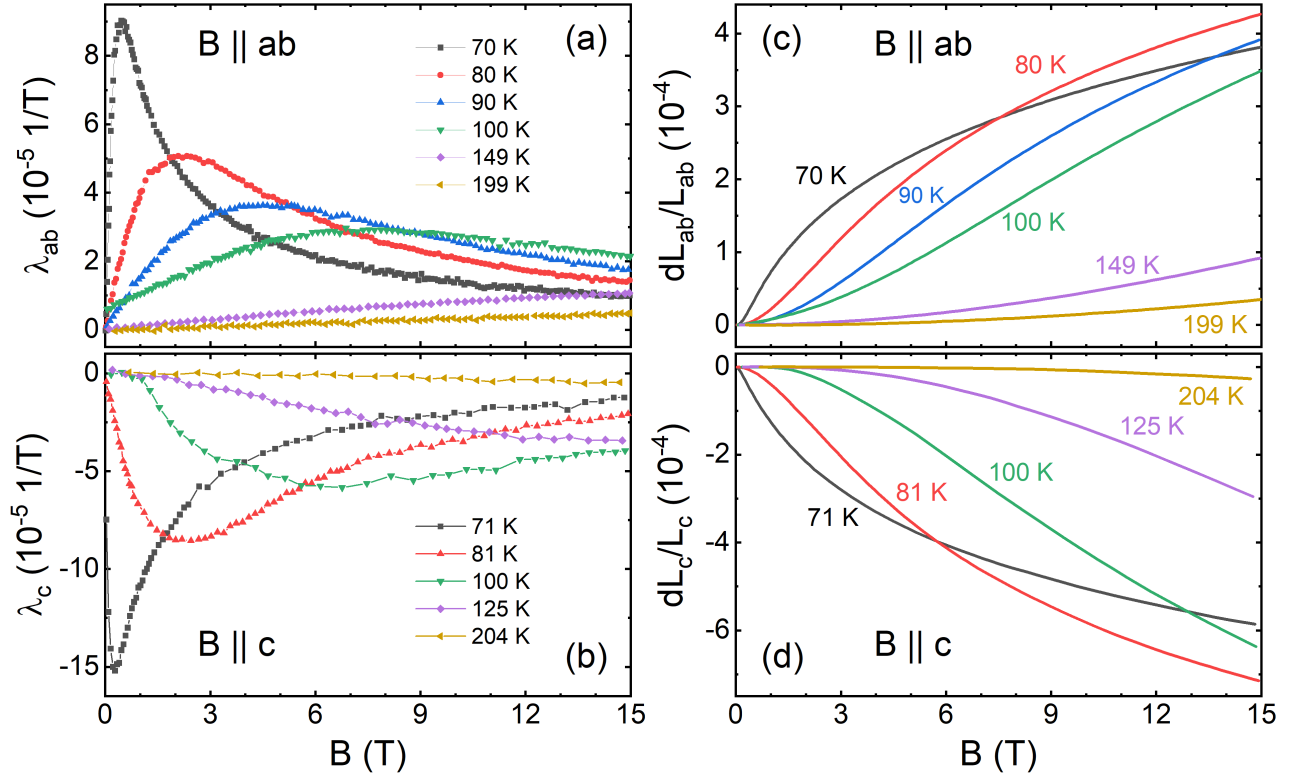 B || ab
(a)
70 K
80 K
90 K
100 K
149 K
199 K
8
6
4
2
0
λab (10⁻⁵ 1/T)
B || ab
(c)
80 K
70 K
90 K
100 K
149 K
199 K
4
3
2
1
0
dLab/Lab (10⁻⁴)
0
-5
-10
-15
λc (10⁻⁵ 1/T)
71 K
81 K
100 K
125 K
204 K
B || c
(b)
0 3 6 9 12 15
B (T)
0
-2
-4
-6
dLc/Lc (10⁻⁴)
204 K
125 K
100 K
81 K
71 K
(d)
B || c
0 3 6 9 12 15
B (T)